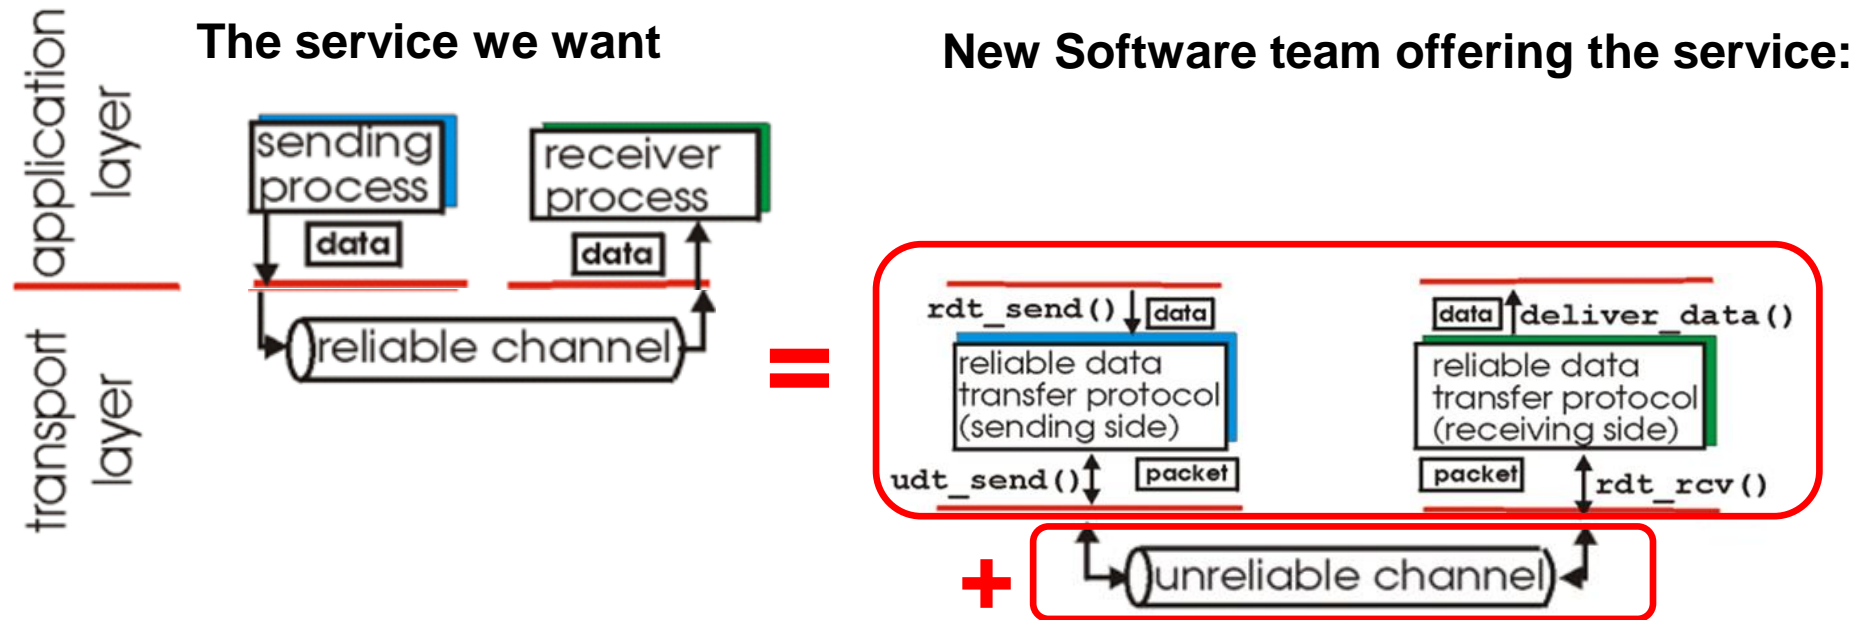 The service we want
New Software team offering the service:
application
layer
transport
layer
sending
process
data
receiver
process
data
reliable channel
=
rdt_send()
data
reliable data
transfer protocol
(sending side)
udt_send()
packet
data
deliver_data()
reliable data
transfer protocol
(receiving side)
packet
rdt_rcv()
+
unreliable channel